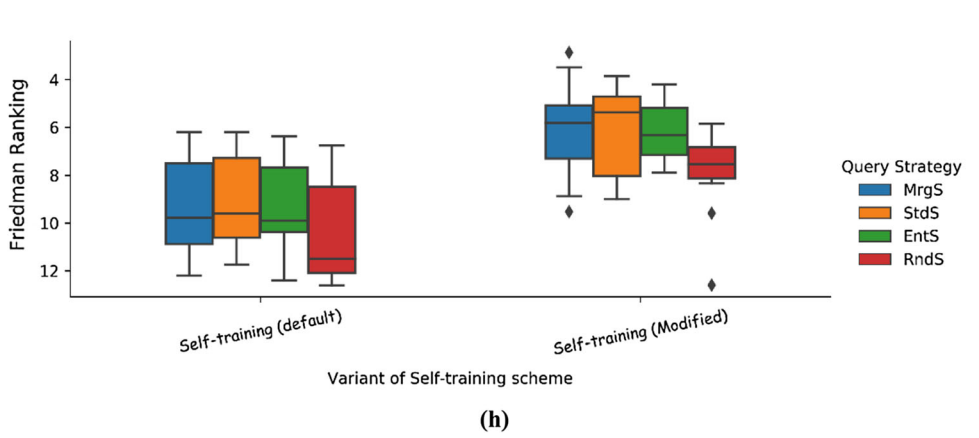 Friedman Ranking
4
6
8
10
12
Self-training (default)
Self-training (Modified)
Variant of Self-training scheme
Query Strategy
MrgS
StdS
EntS
RndS
(h)